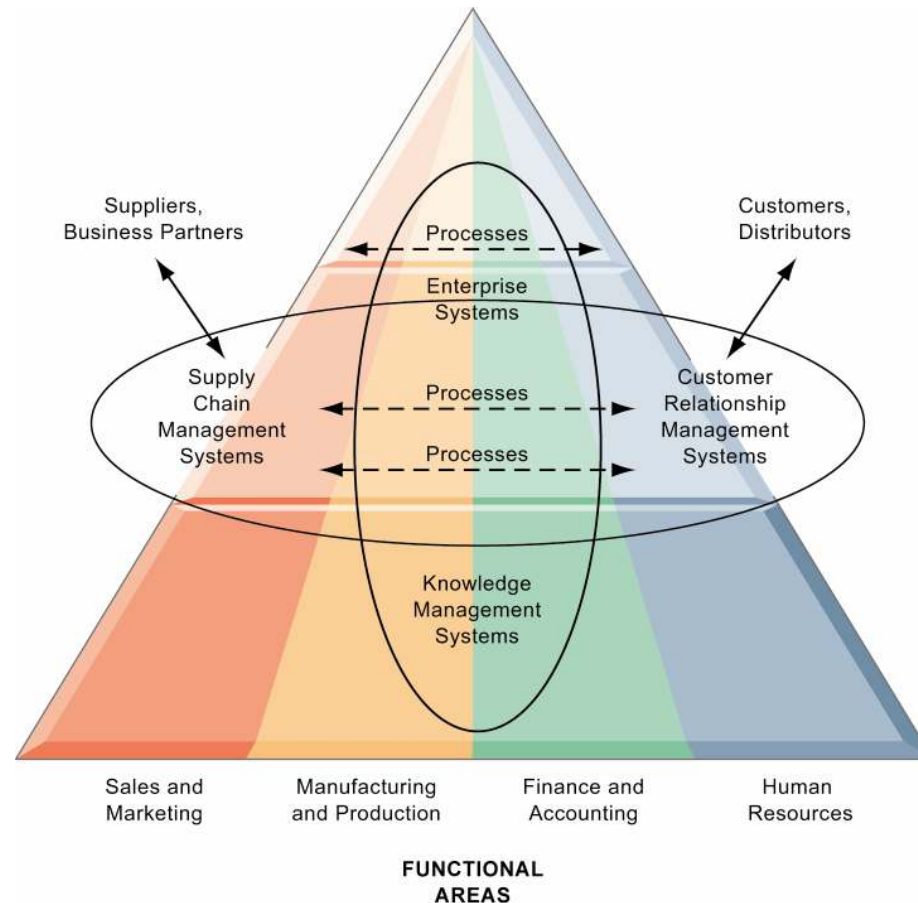 Suppliers,
Business Partners
Customers,
Distributors
Processes
Enterprise
Systems
Supply
Chain
Management
Systems
Processes
Processes
Customer
Relationship
Management
Systems
Knowledge
Management
Systems
Sales and
Marketing
Manufacturing
and Production
Finance and
Accounting
Human
Resources
FUNCTIONAL
AREAS